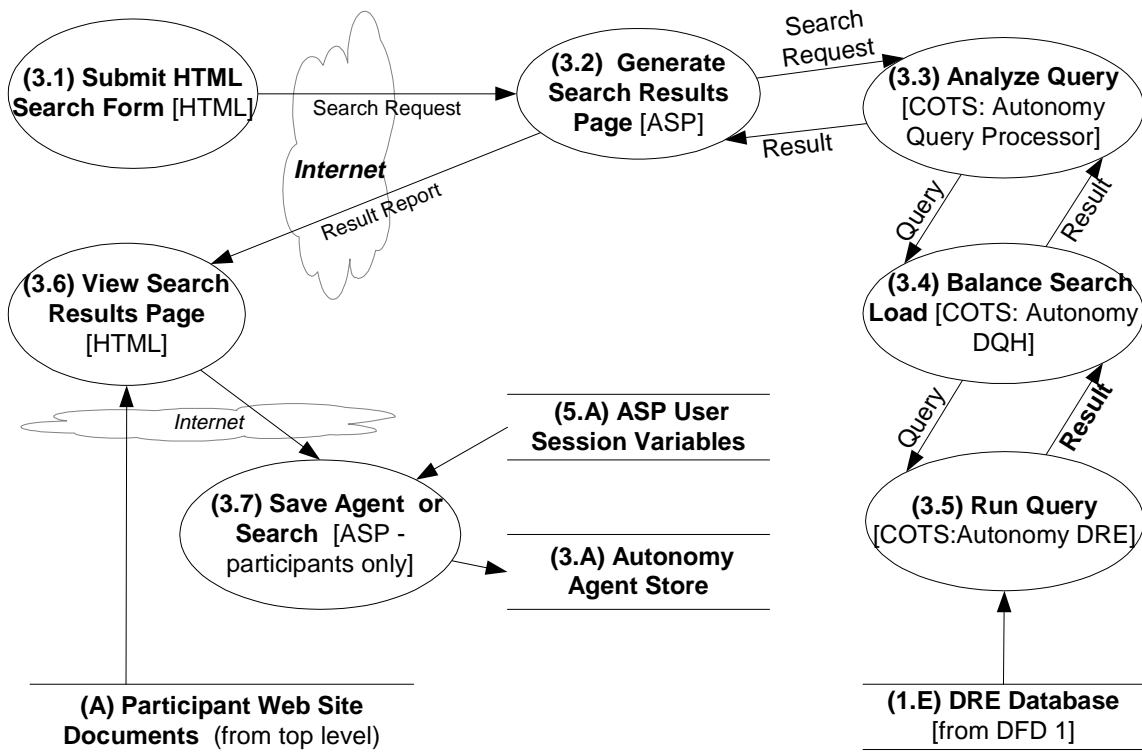 (3.1) Submit HTML
Search Form [HTML]
Search Request
(3.2) Generate
Search Results
Page [ASP]
Search
Request
(3.3) Analyze Query
[COTS: Autonomy
Query Processor]
Result
Internet
Result Report
Query
Result
(3.6) View Search
Results Page
[HTML]
(3.4) Balance Search
Load [COTS: Autonomy
DQH]
Internet
Query
Result
(5.A) ASP User
Session Variables
(3.7) Save Agent or
Search [ASP -
participants only]
(3.A) Autonomy
Agent Store
(3.5) Run Query
[COTS:Autonomy DRE]
(A) Participant Web Site
Documents (from top level)
(1.E) DRE Database
[from DFD 1]